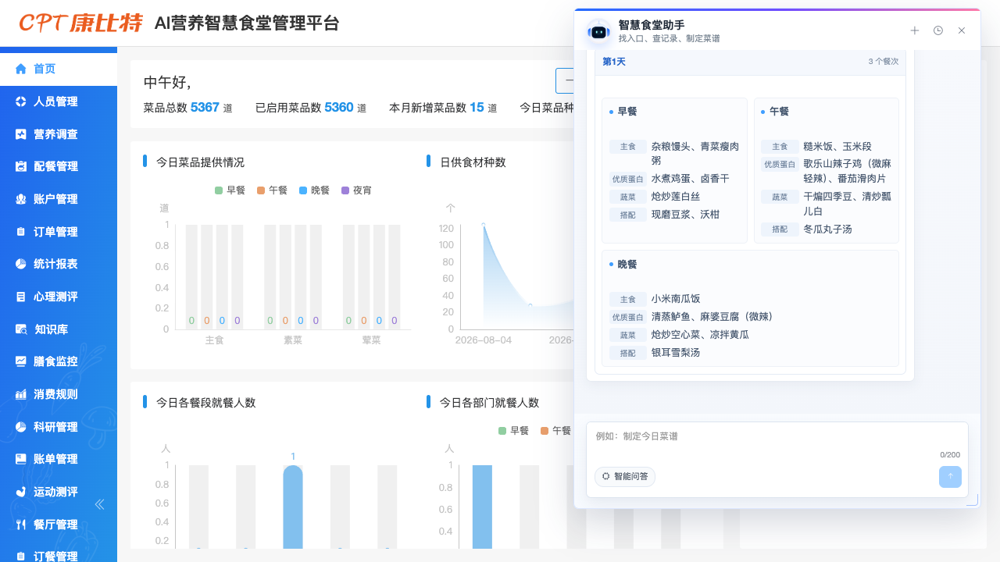 CPT 康比特 AI营养智慧食堂管理平台
首页
人员管理
营养调查
配餐管理
账户管理
订单管理
统计报表
心理测评
知识库
膳食监控
消费规则
科研管理
账单管理
运动测评
餐厅管理
订餐管理
中午好,
菜品总数 5367 道 已启用菜品数 5360 道 本月新增菜品数 15 道 今日菜品种
今日菜品提供情况
早餐 午餐 晚餐 夜宵
道
1
0.8
0.6
0.4
0.2
0
0 0 0 0 0 0 0 0 0 0 0 0
主食 素菜 荤菜
日供食材种数
个
120
100
80
60
40
20
0
2026-08-04 2026-
今日各餐段就餐人数
人
1
0.8
0.6
0.4
0.2
1
今日各部门就餐人数
早餐 午餐
人
1
0.8
0.6
0.4
智慧食堂助手
找入口、查记录、制定菜谱
第1天 3 个餐次
早餐
主食 杂粮馒头、青菜瘦肉
粥
优质蛋白 水煮鸡蛋、卤香干
蔬菜 炝炒莲白丝
搭配 现磨豆浆、沃柑
午餐
主食 糙米饭、玉米段
优质蛋白 歌乐山辣子鸡（微麻
轻辣）、番茄滑肉片
蔬菜 干煸四季豆、清炒瓢
儿白
搭配 冬瓜丸子汤
晚餐
主食 小米南瓜饭
优质蛋白 清蒸鲈鱼、麻婆豆腐（微辣）
蔬菜 炝炒空心菜、凉拌黄瓜
搭配 银耳雪梨汤
例如：制定今日菜谱
0/200
智能问答